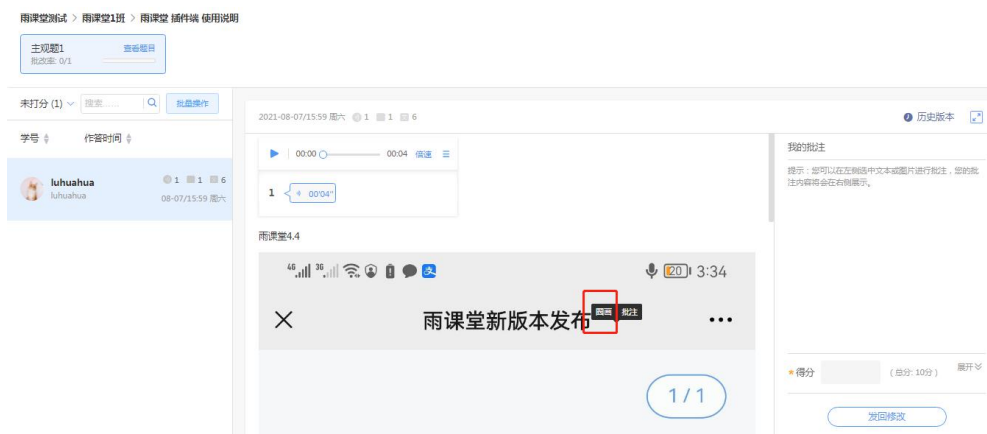 雨课堂测试 > 雨课堂1班 > 雨课堂 插件端 使用说明
主观题1 查看题目
批改率: 0/1
未打分 (1) 搜索...... 批量操作
学号 作答时间
luhuahua 1 1 6
luhuahua 08-07/15:59 周六
2021-08-07/15:59 周六 1 1 6
历史版本
00:00 00:04 倍速
1 00'04"
雨课堂4.4
4G 3G 支 20 3:34
雨课堂新版本发布 圆画 批注
1/1
我的批注
提示：您可以在左侧选中文本或图片进行批注，您的批
注内容将会在右侧展示。
*得分 (总分: 10分) 展开
发回修改